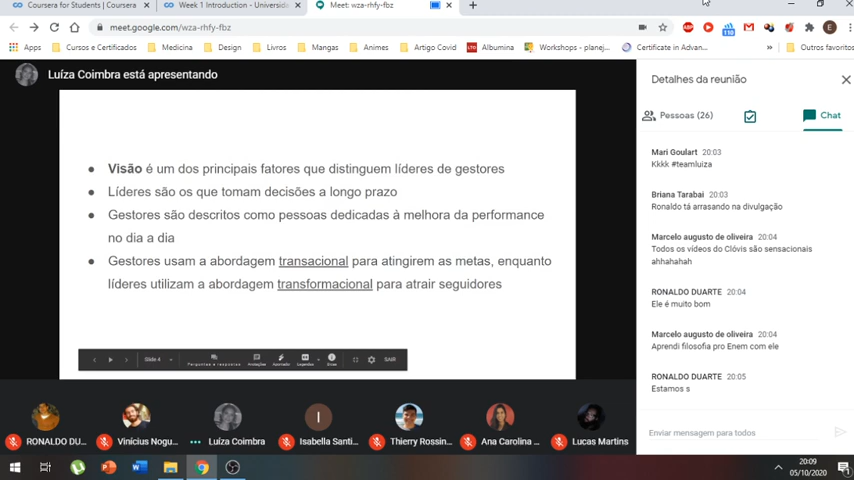 Coursera for Students | Coursera
Week 1 Introduction - Universida
Meet: wza-rhfy-fbz
meet.google.com/wza-rhfy-fbz
Apps
Cursos e Certificados
Medicina
Design
Livros
Mangas
Animes
Artigo Covid
Albumina
Workshops - planej...
Certificate in Advan...
Outros favoritos
Luíza Coimbra está apresentando
Visão é um dos principais fatores que distinguem líderes de gestores
Líderes são os que tomam decisões a longo prazo
Gestores são descritos como pessoas dedicadas à melhora da performance
no dia a dia
Gestores usam a abordagem transacional para atingirem as metas, enquanto
líderes utilizam a abordagem transformacional para atrair seguidores
Slide 4
Perguntas e respostas
SAIR
RONALDO DU...
Vinícius Nogu...
Luíza Coimbra
Isabella Santi...
Thierry Rossin...
Ana Carolina ...
Lucas Martins
Detalhes da reunião
Pessoas (26)
Chat
Mari Goulart 20:03
Kkkk #teamluiza
Briana Tarabai 20:03
Ronaldo tá arrasando na divulgação
Marcelo augusto de oliveira 20:04
Todos os vídeos do Clóvis são sensacionais
ahhahahah
RONALDO DUARTE 20:04
Ele é muito bom
Marcelo augusto de oliveira 20:04
Aprendi filosofia pro Enem com ele
RONALDO DUARTE 20:05
Estamos s
Enviar mensagem para todos
20:09
05/10/2020